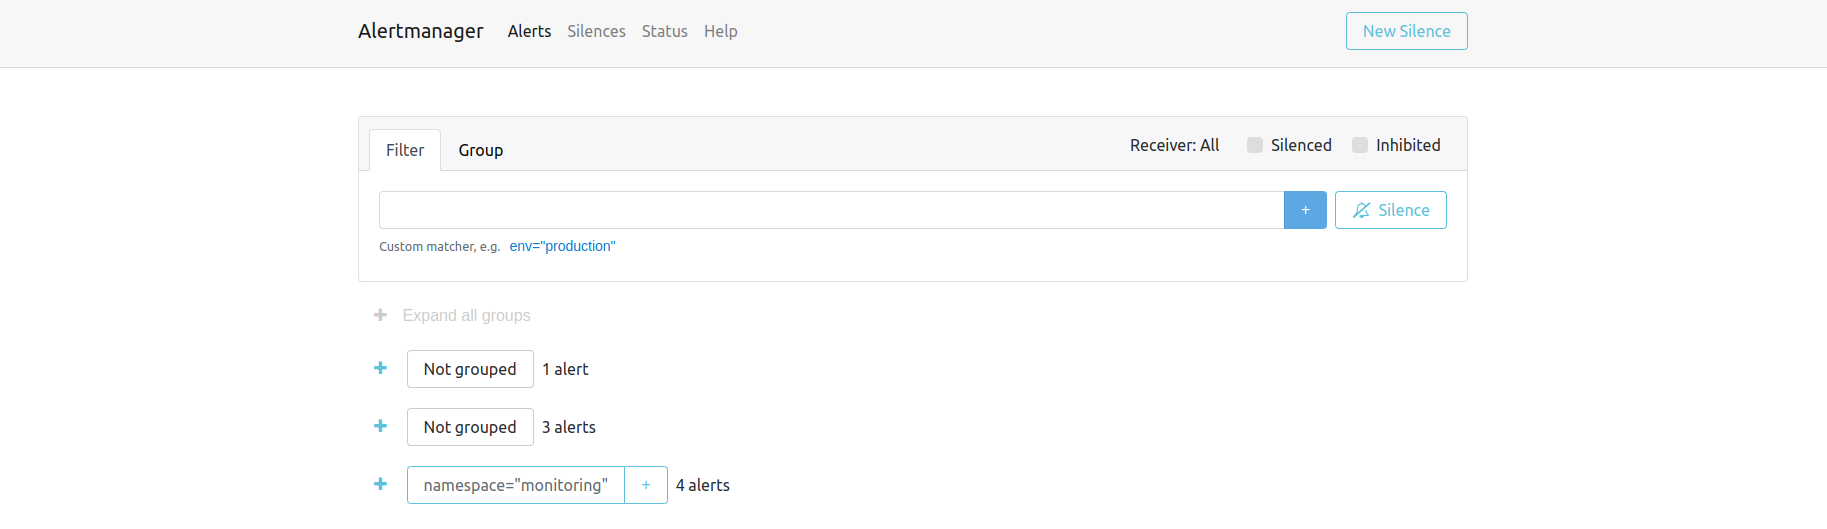 Alertmanager Alerts Silences Status Help New Silence
Filter Group Receiver: All Silenced Inhibited
+ Silence
Custom matcher, e.g. env="production"
+ Expand all groups
+ Not grouped 1 alert
+ Not grouped 3 alerts
+ namespace="monitoring" + 4 alerts